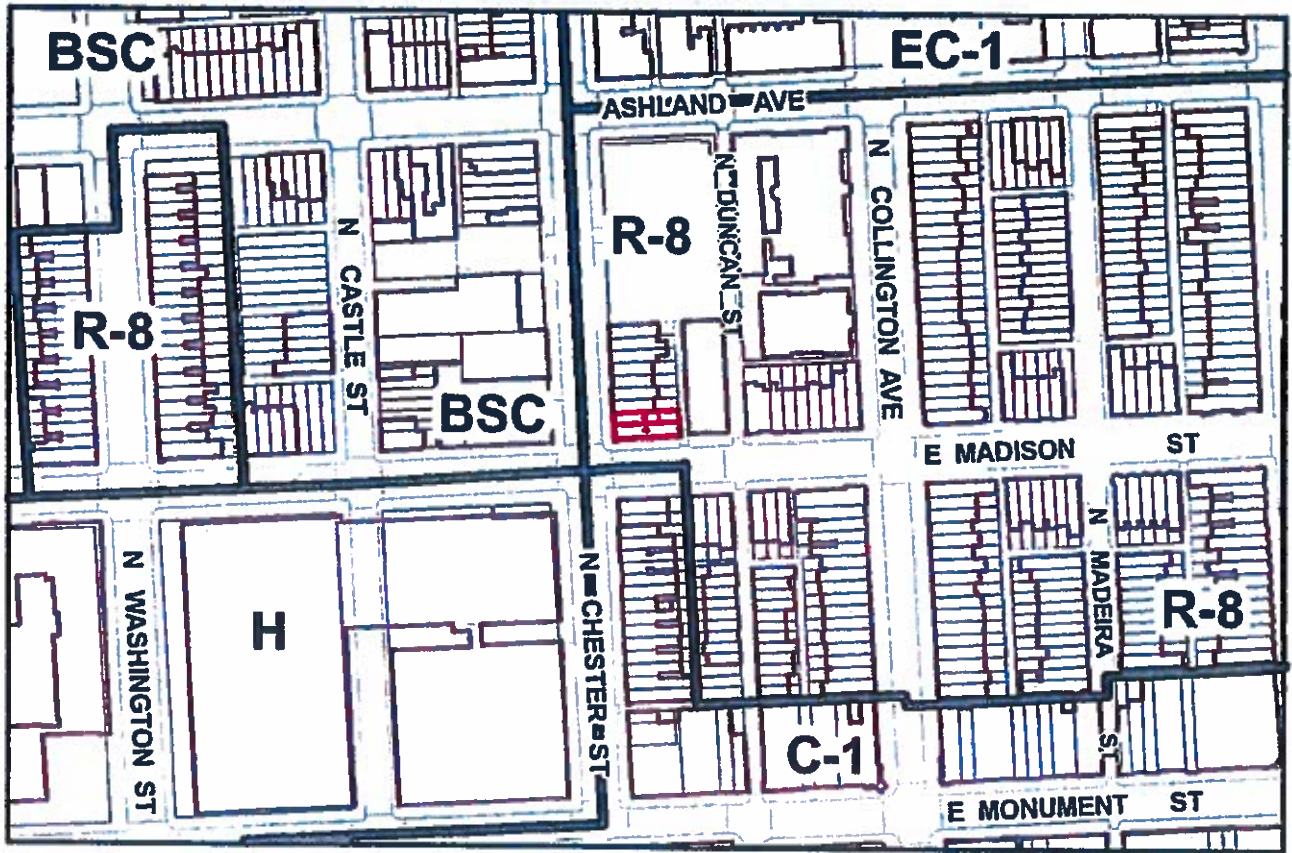 BSC
EC-1
ASHLAND AVE
N DUNCAN ST
N COLLINGTON AVE
R-8
N CASTLE ST
R-8
BSC
E MADISON ST
N WASHINGTON ST
H
N CHESTER ST
N MADEIRA ST
R-8
C-1
E MONUMENT ST